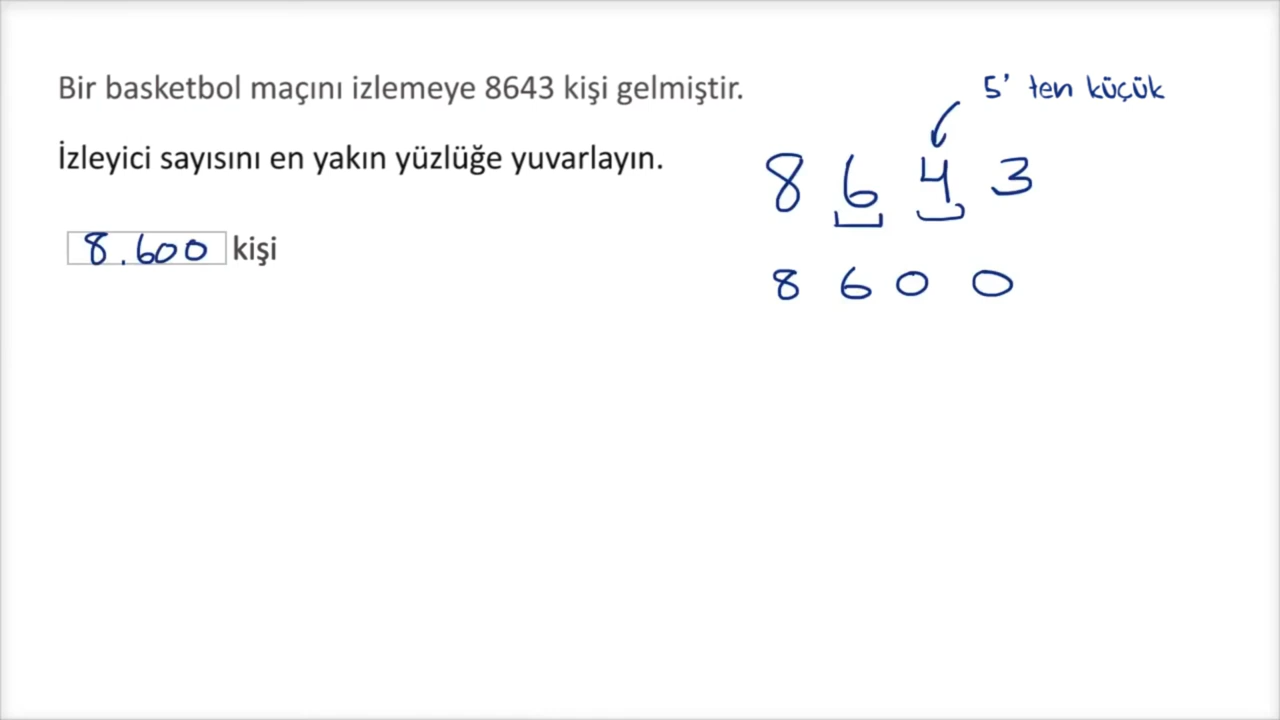 Bir basketbol maçını izlemeye 8643 kişi gelmiştir.
İzleyici sayısını en yakın yüzlüğe yuvarlayın.
8.600 kişi
5' ten küçük
8 6 4 3
8 6 0 0